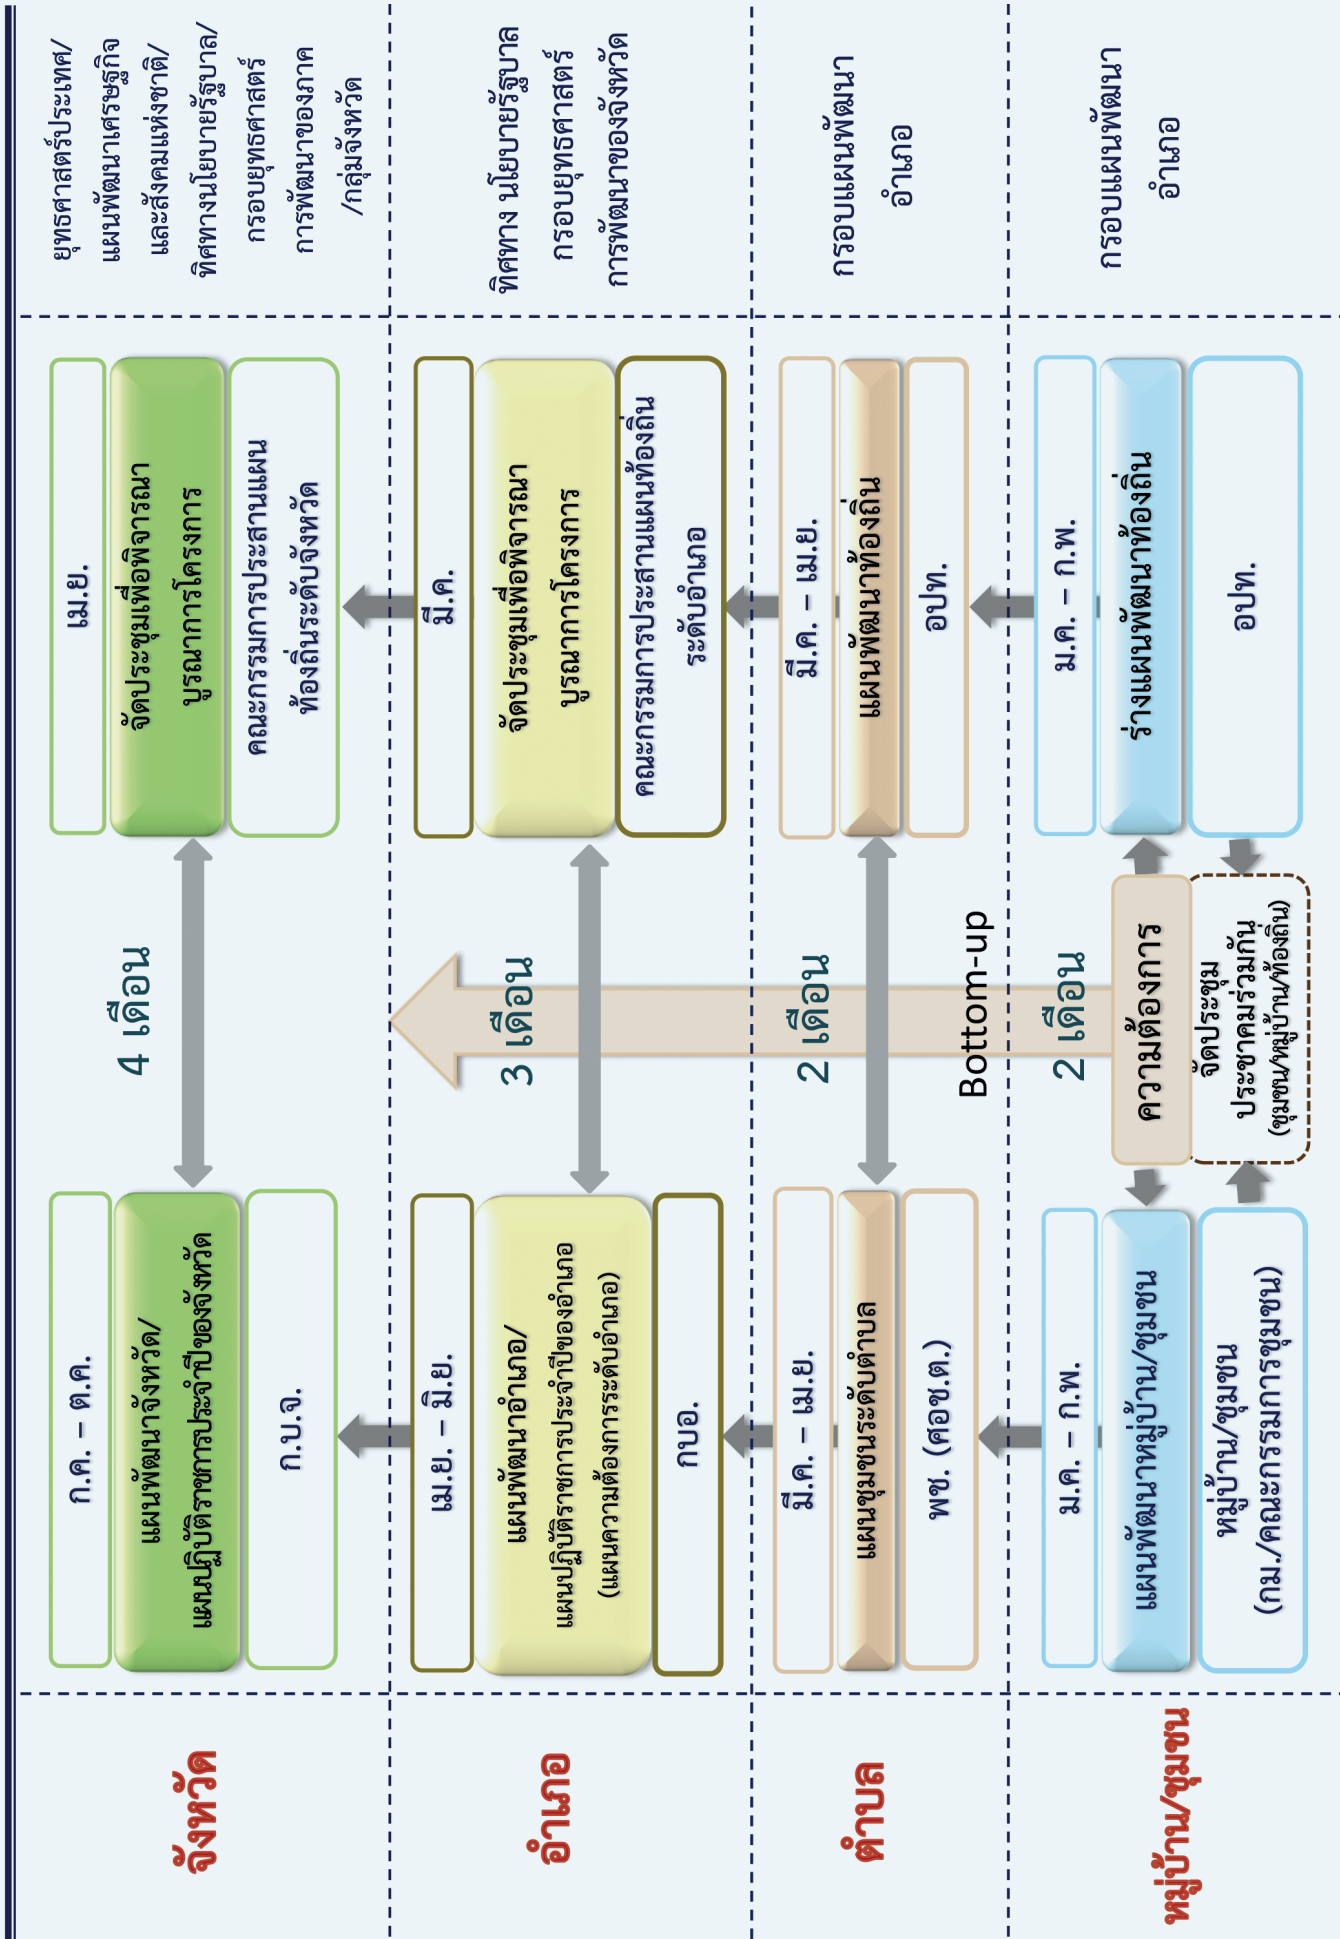 จังหวัด
ก.ค. – ต.ค.
แผนพัฒนาจังหวัด/
แผนปฏิบัติราชการประจำปีของจังหวัด
ก.บ.จ.
4 เดือน
เม.ย.
จัดประชุมเพื่อพิจารณา
บูรณาการโครงการ
คณะกรรมการประสานแผน
ท้องถิ่นระดับจังหวัด
ยุทธศาสตร์ประเทศ/
แผนพัฒนาเศรษฐกิจ
และสังคมแห่งชาติ/
ทิศทางนโยบายรัฐบาล/
กรอบยุทธศาสตร์
การพัฒนาของภาค
/กลุ่มจังหวัด
อำเภอ
เม.ย. – มิ.ย.
แผนพัฒนาอำเภอ/
แผนปฏิบัติราชการประจำปีของอำเภอ
(แผนความต้องการระดับอำเภอ)
กบอ.
3 เดือน
มี.ค.
จัดประชุมเพื่อพิจารณา
บูรณาการโครงการ
คณะกรรมการประสานแผนท้องถิ่น
ระดับอำเภอ
ทิศทาง นโยบายรัฐบาล
กรอบยุทธศาสตร์
การพัฒนาของจังหวัด
ตำบล
มี.ค. – เม.ย.
แผนชุมชนระดับตำบล
พช. (ศอช.ต.)
2 เดือน
Bottom-up
มี.ค. – เม.ย.
แผนพัฒนาท้องถิ่น
อปท.
กรอบแผนพัฒนา
อำเภอ
หมู่บ้าน/ชุมชน
ม.ค. – ก.พ.
แผนพัฒนาหมู่บ้าน/ชุมชน
หมู่บ้าน/ชุมชน
(กม./คณะกรรมการชุมชน)
2 เดือน
ความต้องการ
จัดประชุม
ประชาคมร่วมกัน
(ชุมชน/หมู่บ้าน/ท้องถิ่น)
ม.ค. – ก.พ.
ร่างแผนพัฒนาท้องถิ่น
อปท.
กรอบแผนพัฒนา
อำเภอ